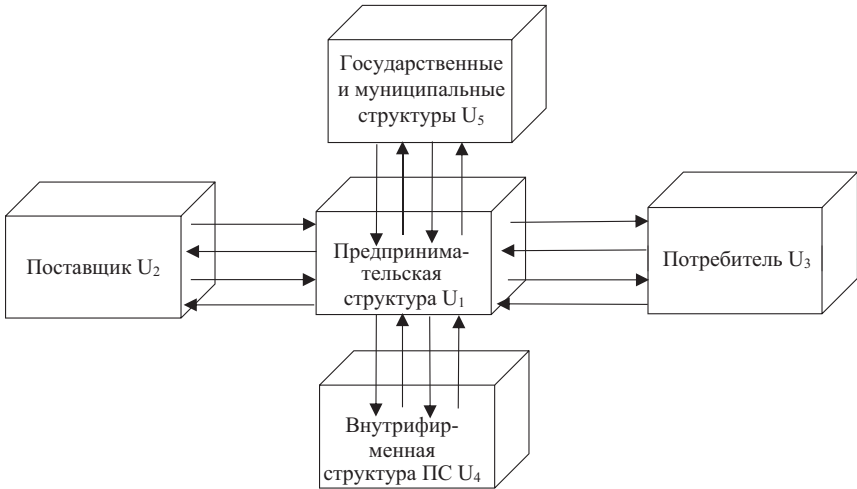 Государственные
и муниципальные
структуры U₅
Поставщик U₂
Предпринима-
тельская
структура U₁
Потребитель U₃
Внутрифир-
менная
структура ПС U₄